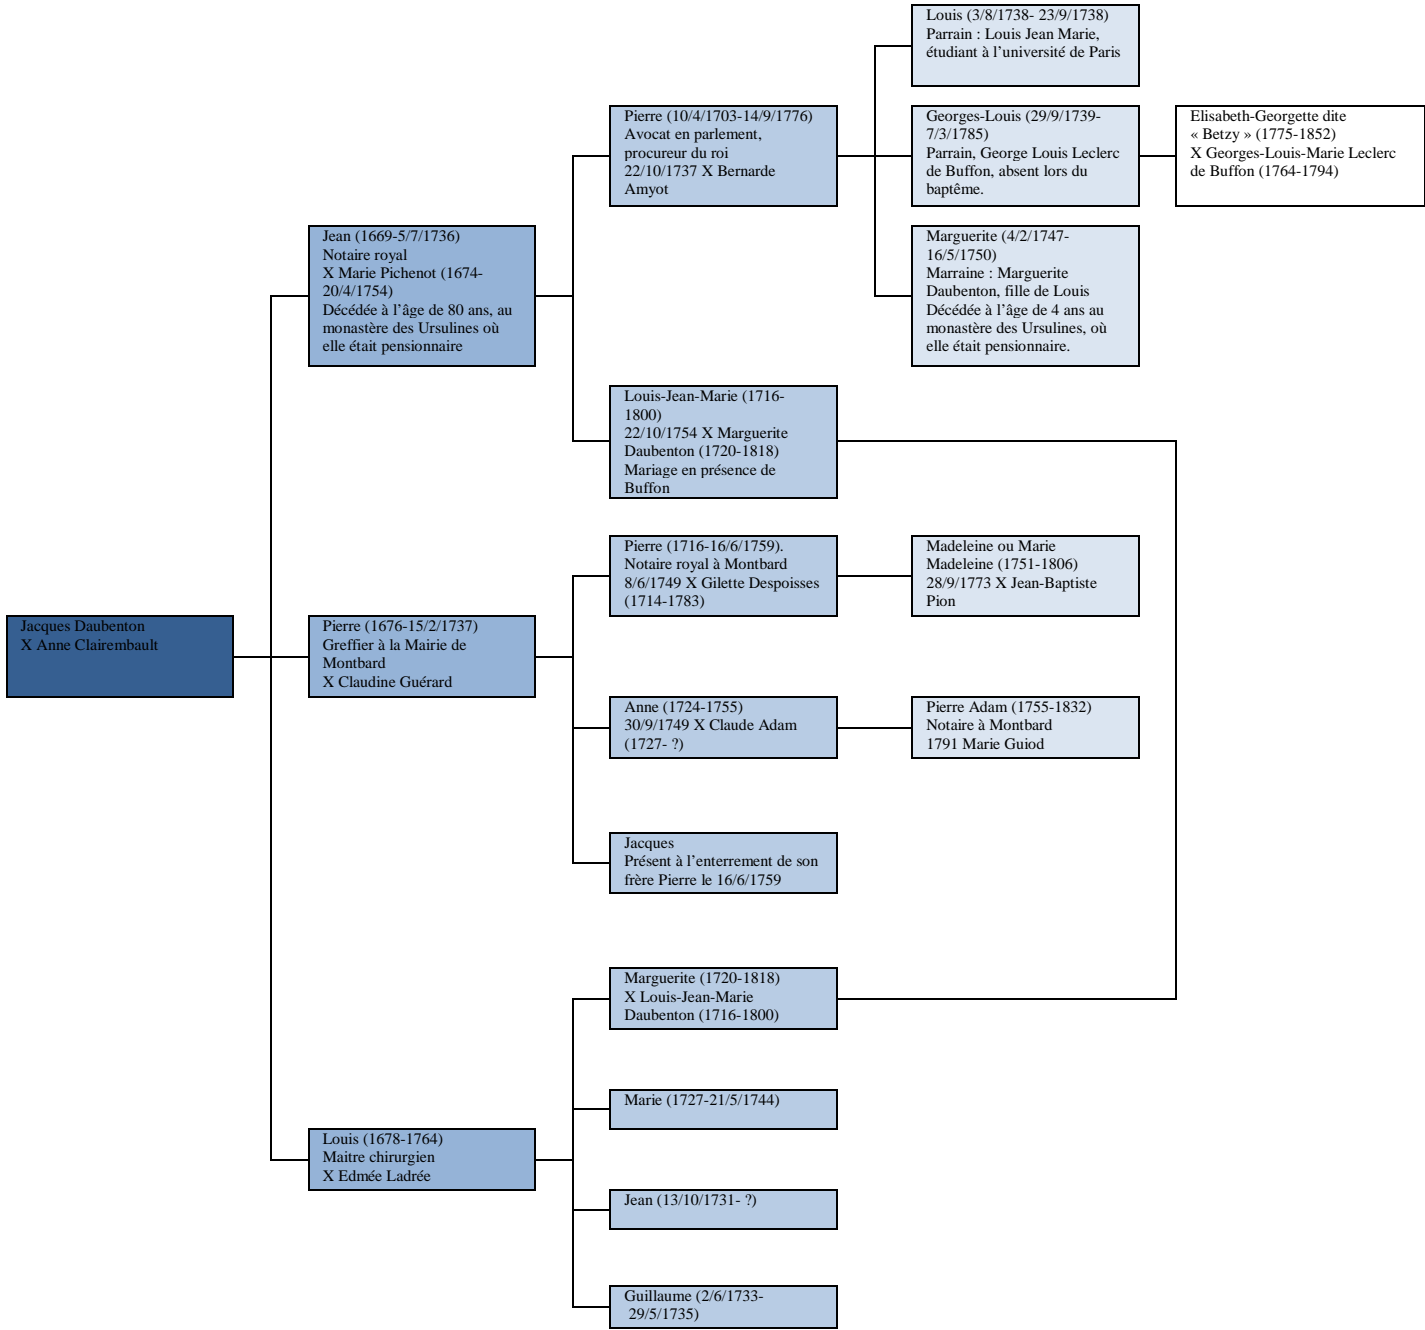 Louis (3/8/1738- 23/9/1738)
Parrain : Louis Jean Marie,
étudiant à l’université de Paris
Pierre (10/4/1703-14/9/1776)
Avocat en parlement,
procureur du roi
22/10/1737 X Bernarde
Amyot
Georges-Louis (29/9/1739-
7/3/1785)
Parrain, George Louis Leclerc
de Buffon, absent lors du
baptême.
Elisabeth-Georgette dite
« Betzy » (1775-1852)
X Georges-Louis-Marie Leclerc
de Buffon (1764-1794)
Jean (1669-5/7/1736)
Notaire royal
X Marie Pichenot (1674-
20/4/1754)
Décédée à l’âge de 80 ans, au
monastère des Ursulines où
elle était pensionnaire
Marguerite (4/2/1747-
16/5/1750)
Marraine : Marguerite
Daubenton, fille de Louis
Décédée à l’âge de 4 ans au
monastère des Ursulines, où
elle était pensionnaire.
Louis-Jean-Marie (1716-
1800)
22/10/1754 X Marguerite
Daubenton (1720-1818)
Mariage en présence de
Buffon
Pierre (1716-16/6/1759).
Notaire royal à Montbard
8/6/1749 X Gilette Despoisses
(1714-1783)
Madeleine ou Marie
Madeleine (1751-1806)
28/9/1773 X Jean-Baptiste
Pion
Jacques Daubenton
X Anne Clairembault
Pierre (1676-15/2/1737)
Greffier à la Mairie de
Montbard
X Claudine Guérard
Anne (1724-1755)
30/9/1749 X Claude Adam
(1727- ?)
Pierre Adam (1755-1832)
Notaire à Montbard
1791 Marie Guiod
Jacques
Présent à l’enterrement de son
frère Pierre le 16/6/1759
Marguerite (1720-1818)
X Louis-Jean-Marie
Daubenton (1716-1800)
Marie (1727-21/5/1744)
Louis (1678-1764)
Maitre chirurgien
X Edmée Ladrée
Jean (13/10/1731- ?)
Guillaume (2/6/1733-
29/5/1735)